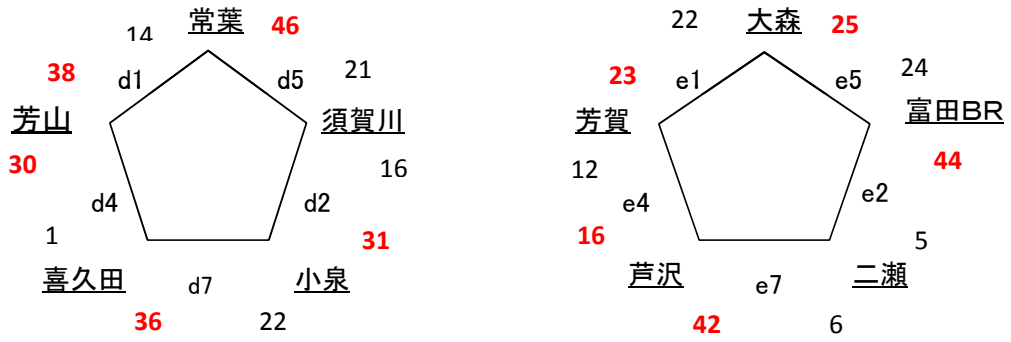 常葉 46
14
38 d1 d5 21
芳山 須賀川
30 16
d4 d2
1 31
喜久田 d7 小泉
36 22
大森 25
22
23 e1 e5 24
芳賀 富田BR
12 44
e4 e2
16 5
芦沢 e7 二瀬
42 6